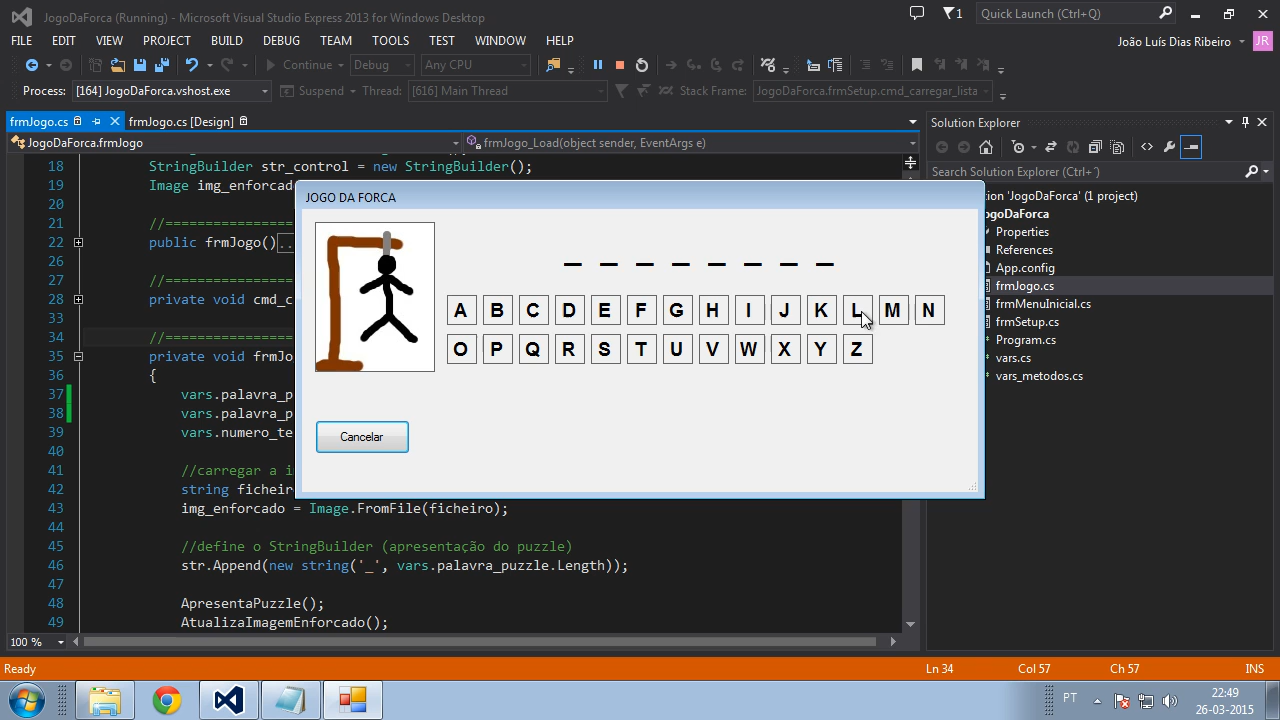 JogoDaForca (Running) - Microsoft Visual Studio Express 2013 for Windows Desktop
1
Quick Launch (Ctrl+Q)
FILE EDIT VIEW PROJECT BUILD DEBUG TEAM TOOLS TEST WINDOW HELP
João Luís Dias Ribeiro
JR
Continue Debug Any CPU
Process: [164] JogoDaForca.vshost.exe Suspend Thread: [616] Main Thread Stack Frame: JogoDaForca.frmSetup.cmd_carregar_lista
frmJogo.cs frmJogo.cs [Design]
JogoDaForca.frmJogo
frmJogo_Load(object sender, EventArgs e)
18 StringBuilder str_control = new StringBuilder();
19 Image img_enforcad
20
21 //================
22 public frmJogo()...
26
27 //================
28 private void cmd_c
33
34 //================
35 private void frmJo
36 {
37 vars.palavra_p
38 vars.palavra_p
39 vars.numero_te
40
41 //carregar a i
42 string ficheir
43 img_enforcado = Image.FromFile(ficheiro);
44
45 //define o StringBuilder (apresentação do puzzle)
46 str.Append(new string('_', vars.palavra_puzzle.Length));
47
48 ApresentaPuzzle();
49 AtualizaImagemEnforcado();
100 %
JOGO DA FORCA
_ _ _ _ _ _ _ _
A B C D E F G H I J K L M N
O P Q R S T U V W X Y Z
Cancelar
Solution Explorer
Search Solution Explorer (Ctrl+´)
tion 'JogoDaForca' (1 project)
ogoDaForca
Properties
References
App.config
frmJogo.cs
frmMenuInicial.cs
frmSetup.cs
Program.cs
vars.cs
vars_metodos.cs
Ready Ln 34 Col 57 Ch 57 INS
PT
22:49
26-03-2015